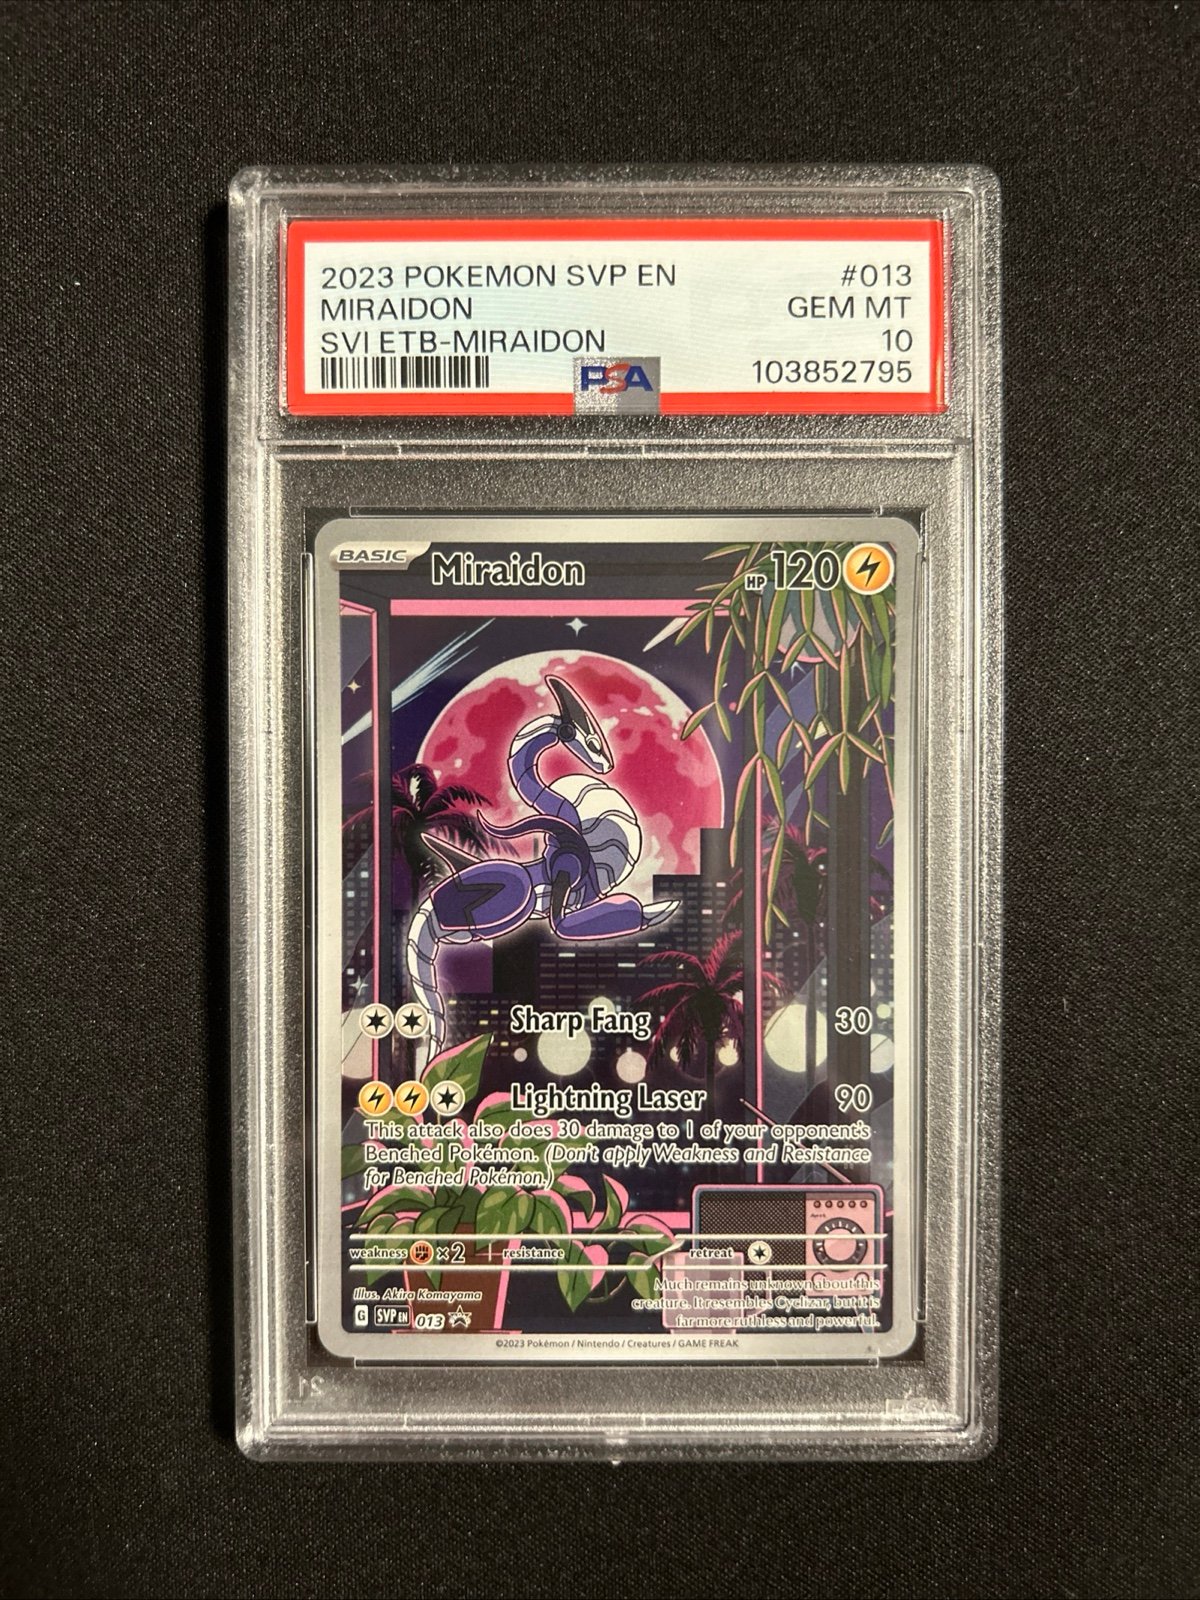 2023 POKEMON SVP EN #013
MIRAIDON GEM MT
SVI ETB-MIRAIDON 10
PSA 103852795
BASIC Miraidon HP 120
Sharp Fang 30
Lightning Laser 90
This attack also does 30 damage to 1 of your opponent's
Benched Pokémon. (Don't apply Weakness and Resistance
for Benched Pokémon.)
weakness ×2 resistance retreat
Illus. Akira Komayama
G SVP EN 013
Much remains unknown about this
creature. It resembles Cyclizar, but it is
far more ruthless and powerful.
©2023 Pokémon / Nintendo / Creatures / GAME FREAK